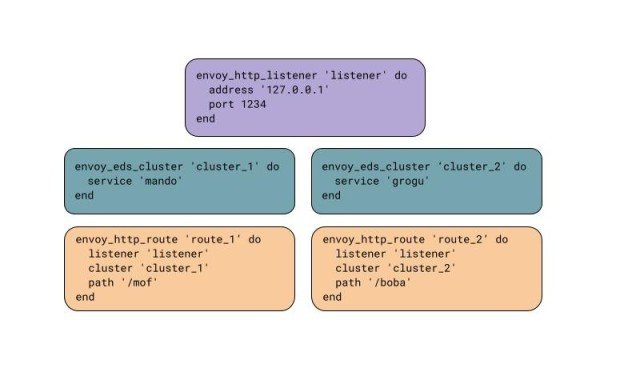 envoy_http_listener 'listener' do
address '127.0.0.1'
port 1234
end
envoy_eds_cluster 'cluster_1' do
service 'mando'
end
envoy_eds_cluster 'cluster_2' do
service 'grogu'
end
envoy_http_route 'route_1' do
listener 'listener'
cluster 'cluster_1'
path '/mof'
end
envoy_http_route 'route_2' do
listener 'listener'
cluster 'cluster_2'
path '/boba'
end